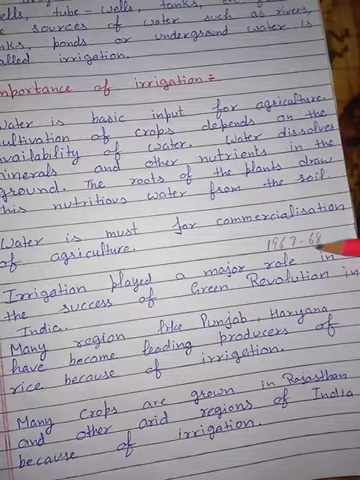 wells, tube-wells, tanks,
sources of water such as rivers,
tanks, ponds or underground water is
called irrigation.
Importance of irrigation:-
Water is basic input for agriculture.
Cultivation of crops depends on the
availability of water. Water dissolves
minerals and other nutrients in the
ground. The roots of the plants draw
this nutritious water from the soil.
Water is must for commercialisation
of agriculture.
1967-68
Irrigation played a major role in
the success of Green Revolution in
India.
Many region like Punjab, Haryana
have become leading producers of
rice because of irrigation.
Many crops are grown in Rajasthan
and other arid regions of India
because of irrigation.